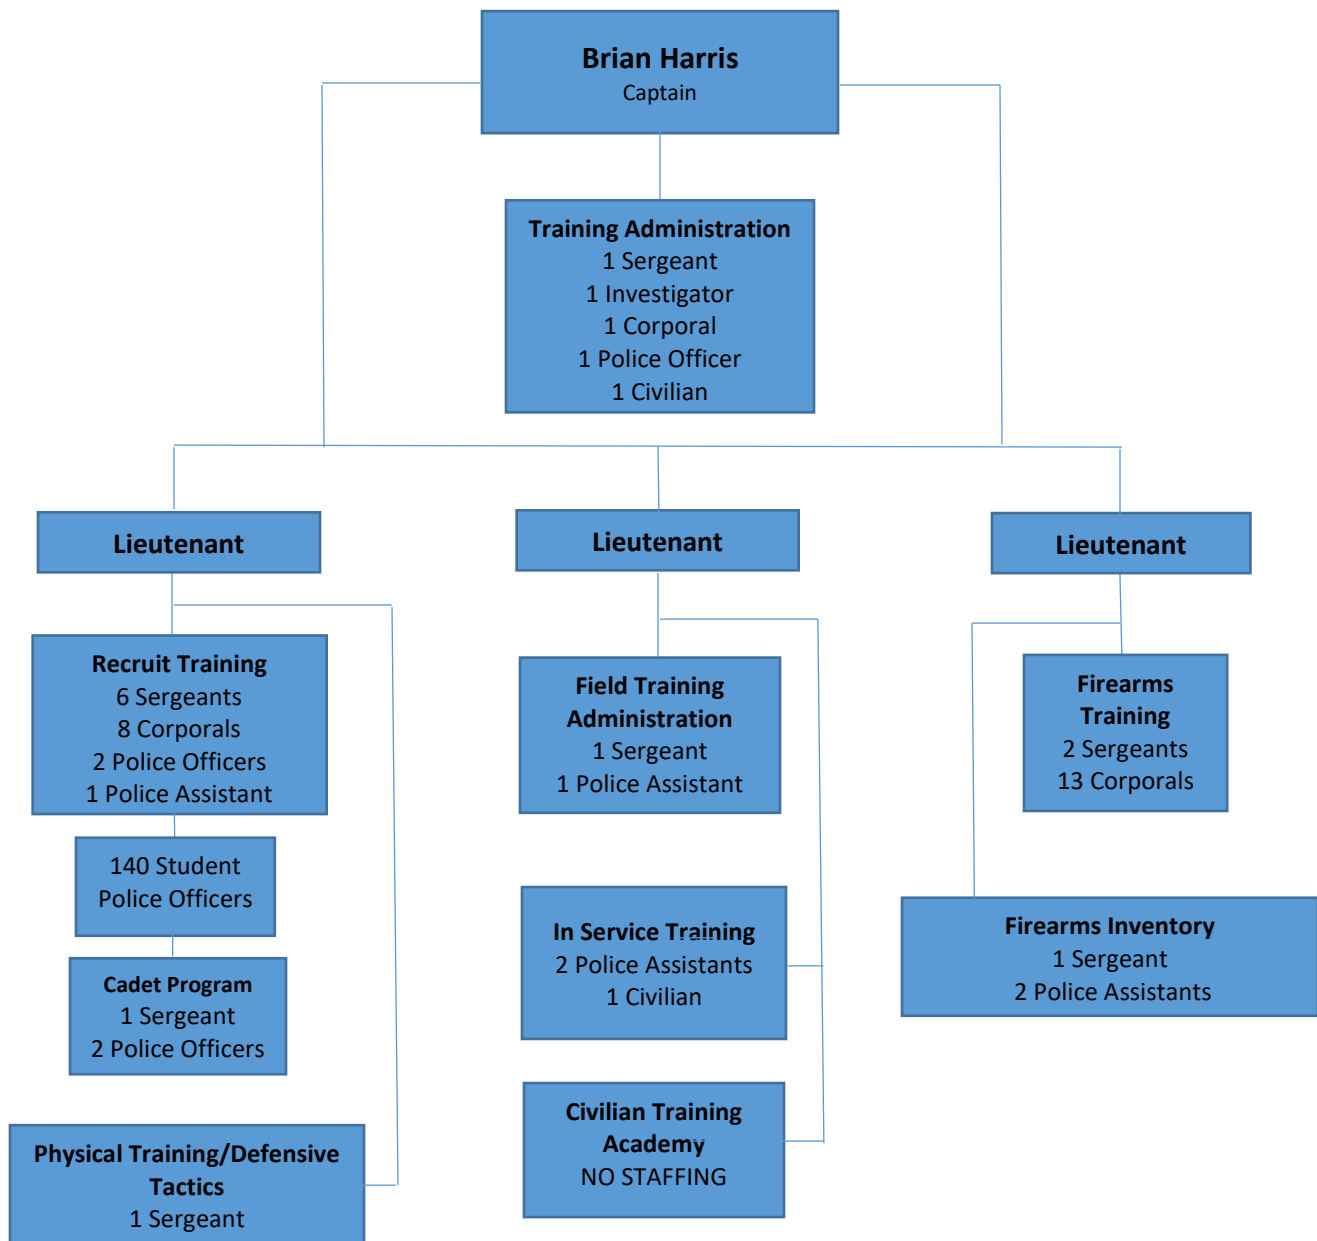 Brian Harris
Captain
Training Administration
1 Sergeant
1 Investigator
1 Corporal
1 Police Officer
1 Civilian
Lieutenant
Recruit Training
6 Sergeants
8 Corporals
2 Police Officers
1 Police Assistant
140 Student
Police Officers
Cadet Program
1 Sergeant
2 Police Officers
Physical Training/Defensive
Tactics
1 Sergeant
Lieutenant
Field Training
Administration
1 Sergeant
1 Police Assistant
In Service Training
2 Police Assistants
1 Civilian
Civilian Training
Academy
NO STAFFING
Lieutenant
Firearms
Training
2 Sergeants
13 Corporals
Firearms Inventory
1 Sergeant
2 Police Assistants